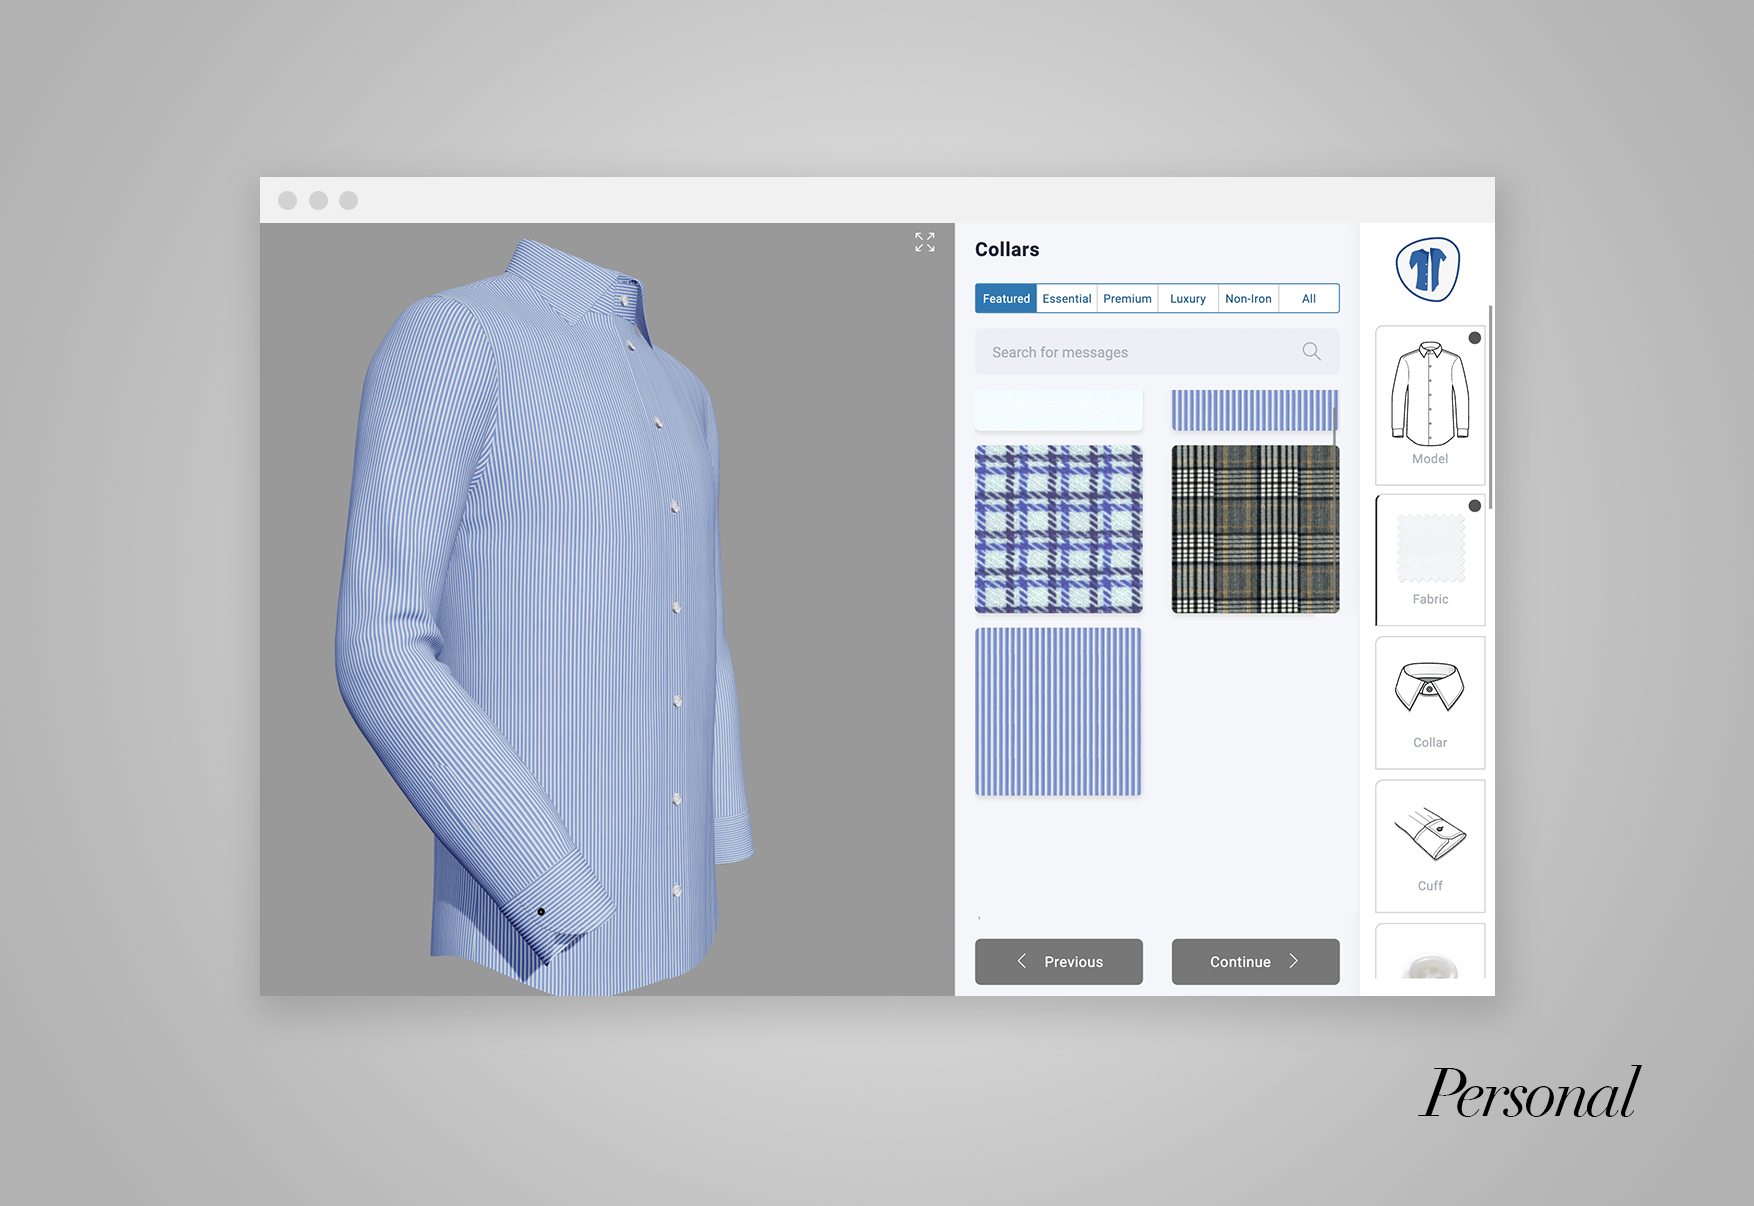 Collars
Featured Essential Premium Luxury Non-Iron All
Search for messages
Previous
Continue
Model
Fabric
Collar
Cuff
Personal